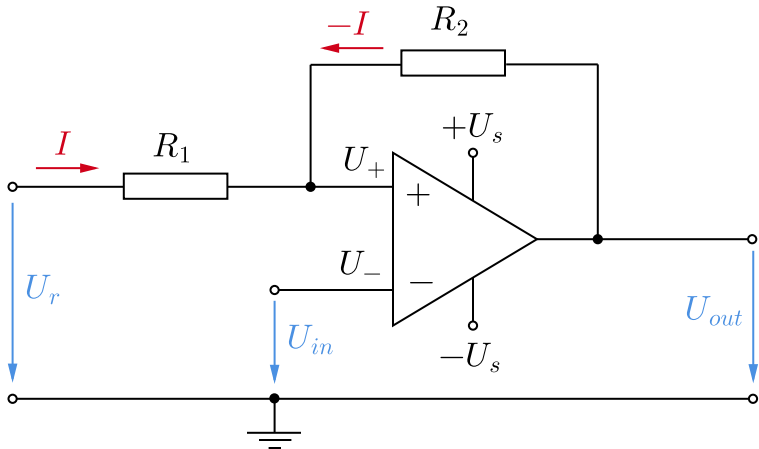 R₂
−I
+Uₛ
I
R₁
U₊
+
U₋
−
Uᵣ
Uᵢₙ
Uₒᵤₜ
−Uₛ